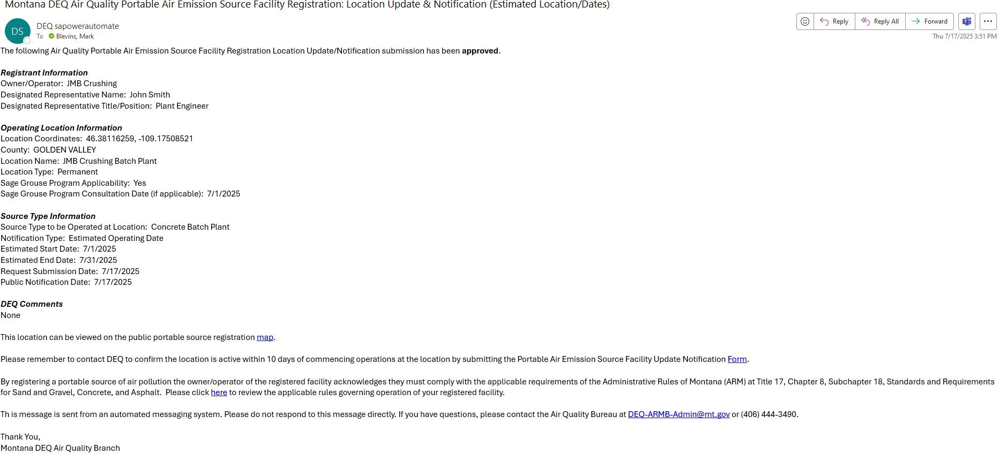 Montana DEQ Air Quality Portable Air Emission Source Facility Registration: Location Update & Notification (Estimated Location/Dates)
DS
DEQ sapowerautomate
To Blevins, Mark
Reply
Reply All
Forward
Thu 7/17/2025 3:51 PM
The following Air Quality Portable Air Emission Source Facility Registration Location Update/Notification submission has been approved.
Registrant Information
Owner/Operator: JMB Crushing
Designated Representative Name: John Smith
Designated Representative Title/Position: Plant Engineer
Operating Location Information
Location Coordinates: 46.38116259, -109.17508521
County: GOLDEN VALLEY
Location Name: JMB Crushing Batch Plant
Location Type: Permanent
Sage Grouse Program Applicability: Yes
Sage Grouse Program Consultation Date (if applicable): 7/1/2025
Source Type Information
Source Type to be Operated at Location: Concrete Batch Plant
Notification Type: Estimated Operating Date
Estimated Start Date: 7/1/2025
Estimated End Date: 7/31/2025
Request Submission Date: 7/17/2025
Public Notification Date: 7/17/2025
DEQ Comments
None
This location can be viewed on the public portable source registration map.
Please remember to contact DEQ to confirm the location is active within 10 days of commencing operations at the location by submitting the Portable Air Emission Source Facility Update Notification Form.
By registering a portable source of air pollution the owner/operator of the registered facility acknowledges they must comply with the applicable requirements of the Administrative Rules of Montana (ARM) at Title 17, Chapter 8, Subchapter 18, Standards and Requirements
for Sand and Gravel, Concrete, and Asphalt. Please click here to review the applicable rules governing operation of your registered facility.
Th is message is sent from an automated messaging system. Please do not respond to this message directly. If you have questions, please contact the Air Quality Bureau at DEQ-ARMB-Admin@mt.gov or (406) 444-3490.
Thank You,
Montana DEQ Air Quality Branch